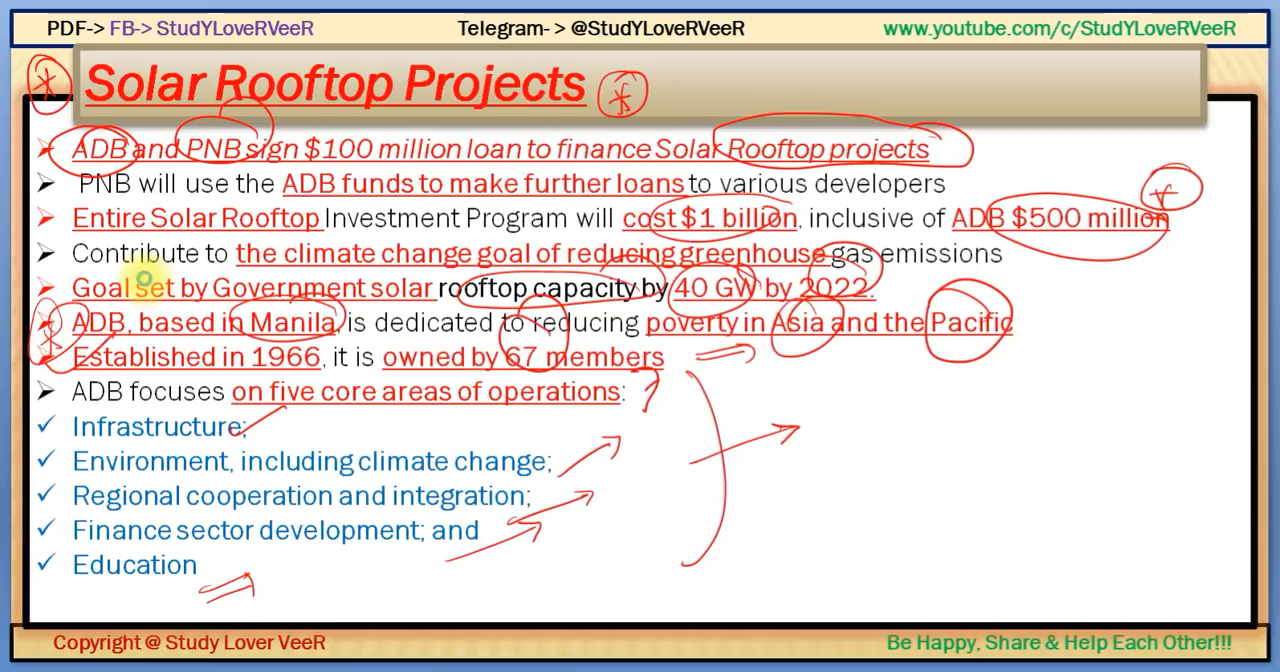 PDF-> FB-> StudYLoveRVeeR Telegram- > @StudYLoveRVeeR www.youtube.com/c/StudYLoveRVeeR
Solar Rooftop Projects
➤ ADB and PNB sign $100 million loan to finance Solar Rooftop projects
➤ PNB will use the ADB funds to make further loans to various developers
➤ Entire Solar Rooftop Investment Program will cost $1 billion, inclusive of ADB $500 million
➤ Contribute to the climate change goal of reducing greenhouse gas emissions
➤ Goal set by Government solar rooftop capacity by 40 GW by 2022.
➤ ADB, based in Manila, is dedicated to reducing poverty in Asia and the Pacific
➤ Established in 1966, it is owned by 67 members
➤ ADB focuses on five core areas of operations:
✓ Infrastructure;
✓ Environment, including climate change;
✓ Regional cooperation and integration;
✓ Finance sector development; and
✓ Education
Copyright @ Study Lover VeeR Be Happy, Share & Help Each Other!!!